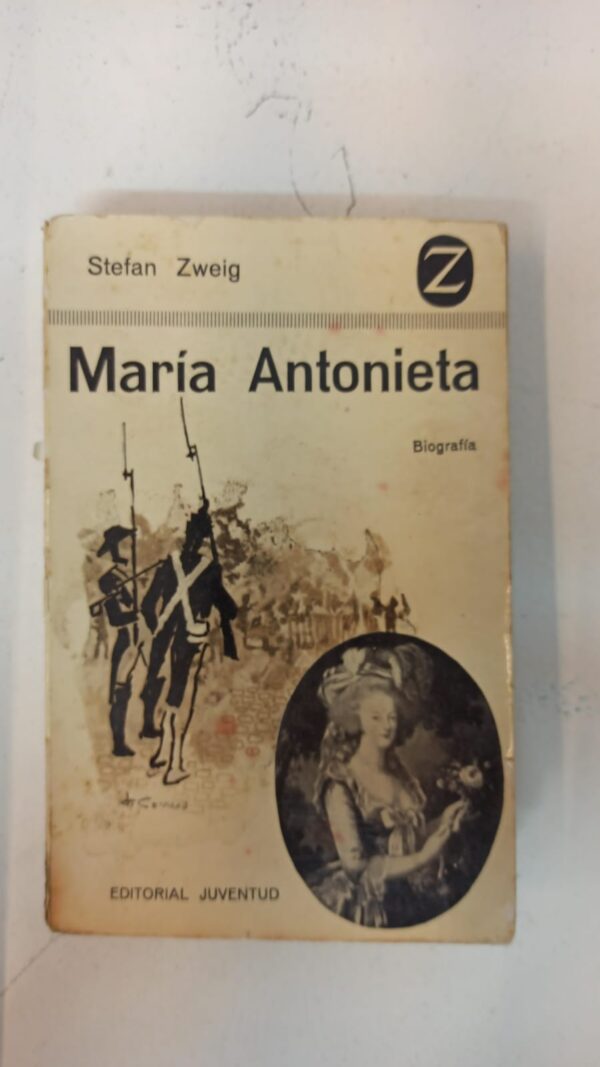 Stefan Zweig
Z
María Antonieta
Biografía
EDITORIAL JUVENTUD